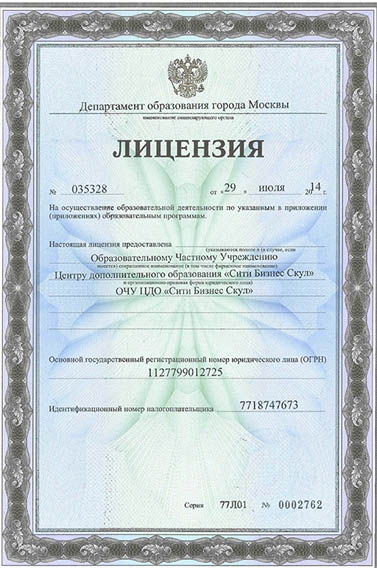 Департамент образования города Москвы
наименование лицензирующего органа
ЛИЦЕНЗИЯ
№ 035328 от « 29 » июля 20 14 г.
На осуществление образовательной деятельности по указанным в приложении
(приложениях) образовательным программам.
Настоящая лицензия предоставлена
(указываются полное и (в случае, если
Образовательному Частному Учреждению
имеется) сокращенное наименование (в том числе фирменное наименование)
Центру дополнительного образования «Сити Бизнес Скул»
и организационно-правовая форма юридического лица)
ОЧУ ЦДО «Сити Бизнес Скул»)
Основной государственный регистрационный номер юридического лица (ОГРН)
1127799012725
Идентификационный номер налогоплательщика 7718747673
Серия 77Л01 № 0002762